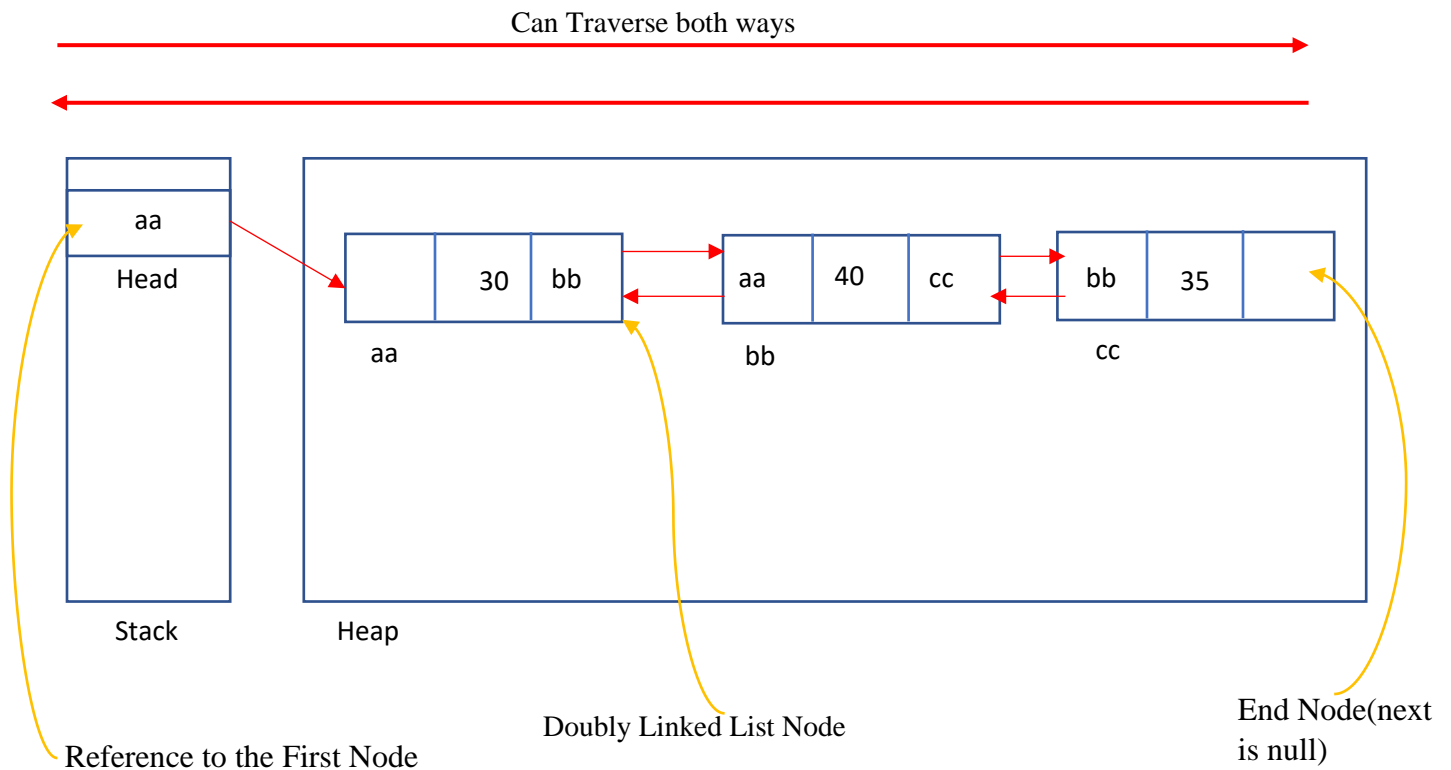 Can Traverse both ways
aa
Head
30 bb
aa 40 cc
bb 35
aa
bb
cc
Stack
Heap
Reference to the First Node
Doubly Linked List Node
End Node(next
is null)